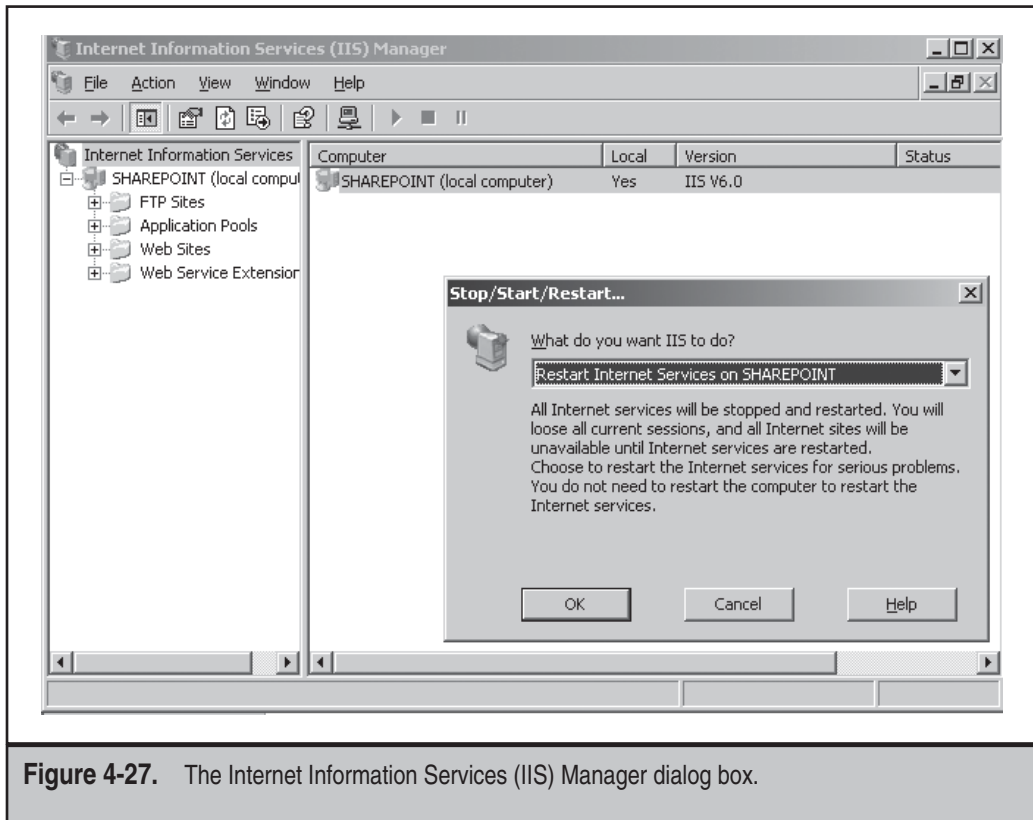 Internet Information Services (IIS) Manager
File Action View Window Help
Internet Information Services
SHAREPOINT (local comput
FTP Sites
Application Pools
Web Sites
Web Service Extension
Computer Local Version Status
SHAREPOINT (local computer) Yes IIS V6.0
Stop/Start/Restart...
What do you want IIS to do?
Restart Internet Services on SHAREPOINT
All Internet services will be stopped and restarted. You will
loose all current sessions, and all Internet sites will be
unavailable until Internet services are restarted.
Choose to restart the Internet services for serious problems.
You do not need to restart the computer to restart the
Internet services.
OK Cancel Help
Figure 4-27. The Internet Information Services (IIS) Manager dialog box.